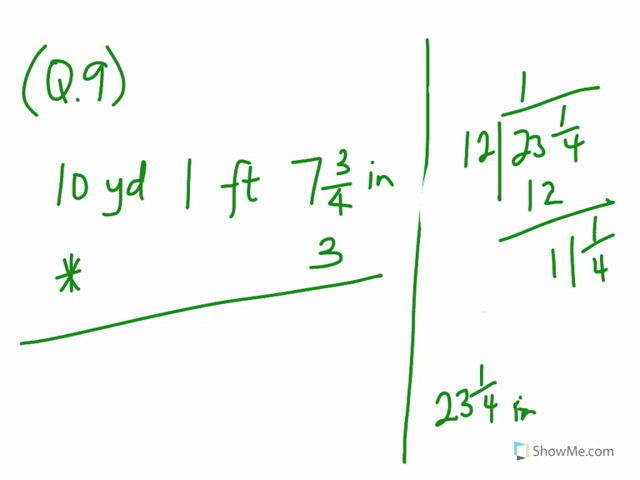 (Q.9)
10 yd 1 ft 7 3/4 in
* 3
1
12 23 1/4
12
11 1/4
23 1/4 in
ShowMe.com